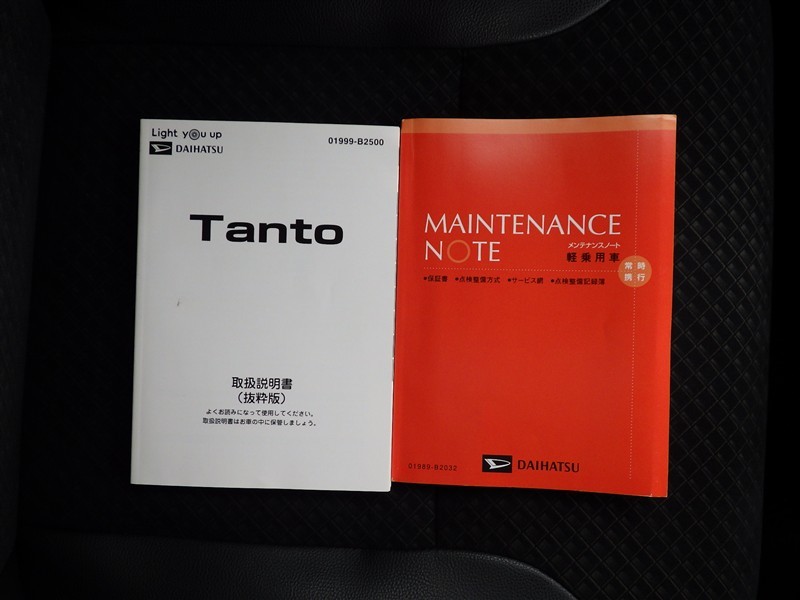 Light you up
DAIHATSU
01999-B2500
Tanto
取扱説明書
(抜粋版)
よくお読みになって使用してください。
取扱説明書はお車の中に保管しましょう。
MAINTENANCE
NOTE
メンテナンスノート
軽乗用車
常時
携行
●保証書 ●点検整備方式 ●サービス網 ●点検整備記録簿
01989-B2032
DAIHATSU